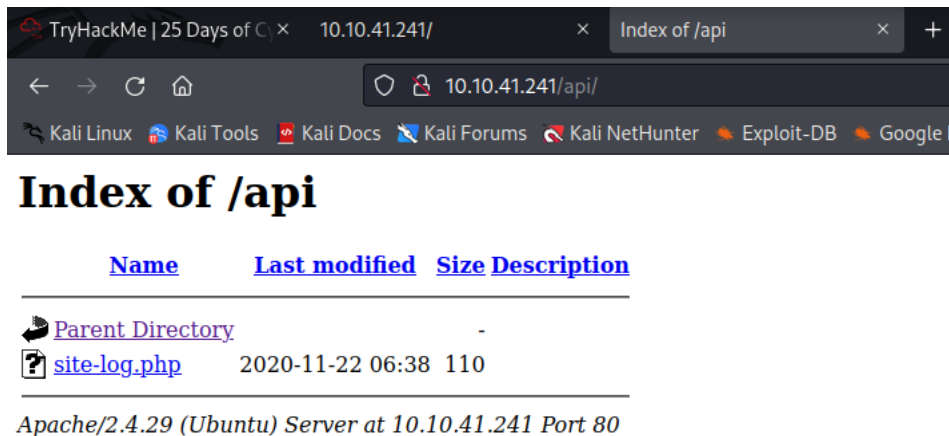 TryHackMe | 25 Days of Cy × 10.10.41.241/ × Index of /api × +
10.10.41.241/api/
Kali Linux Kali Tools Kali Docs Kali Forums Kali NetHunter Exploit-DB Google
Index of /api
Name Last modified Size Description
Parent Directory -
site-log.php 2020-11-22 06:38 110
Apache/2.4.29 (Ubuntu) Server at 10.10.41.241 Port 80